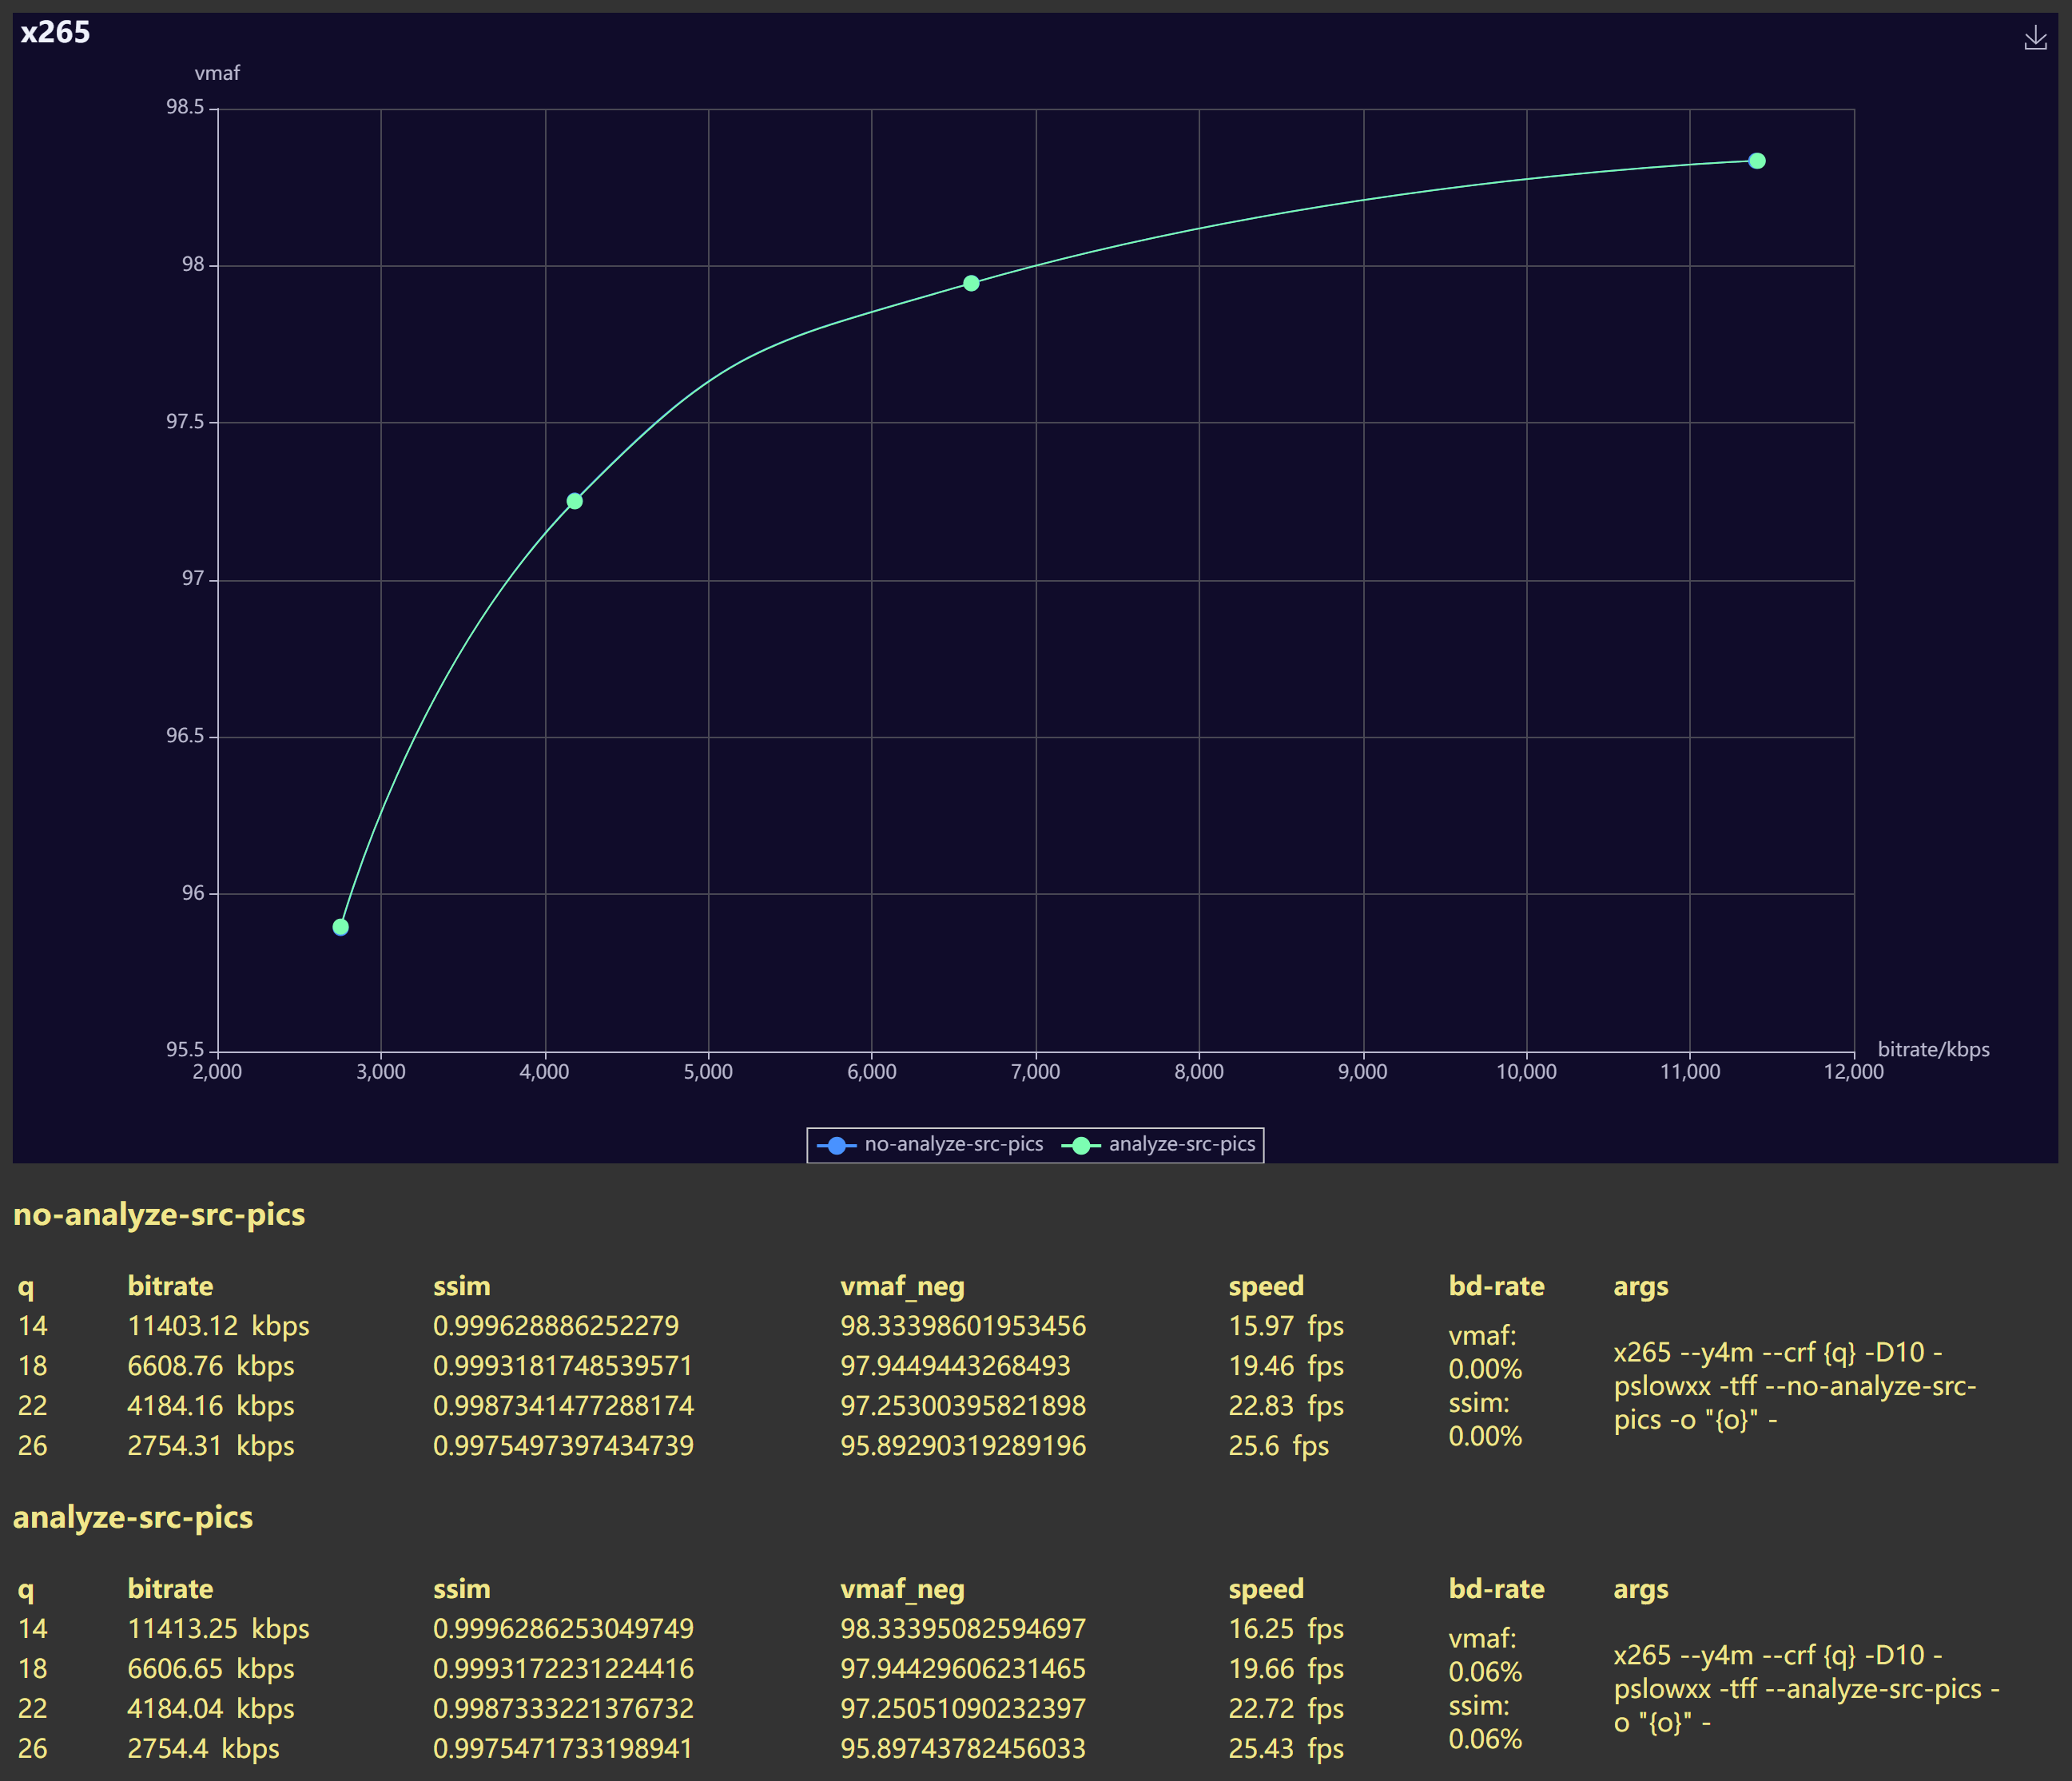 x265
vmaf
98.5
98
97.5
97
96.5
96
95.5
bitrate/kbps
2,000 3,000 4,000 5,000 6,000 7,000 8,000 9,000 10,000 11,000 12,000
no-analyze-src-pics analyze-src-pics
no-analyze-src-pics
q bitrate ssim vmaf_neg speed bd-rate args
14 11403.12 kbps 0.999628886252279 98.33398601953456 15.97 fps
18 6608.76 kbps 0.9993181748539571 97.9449443268493 19.46 fps
22 4184.16 kbps 0.9987341477288174 97.25300395821898 22.83 fps
26 2754.31 kbps 0.99754973974347​39 95.89290319289196 25.6 fps
vmaf:
0.00%
ssim:
0.00%
x265 --y4m --crf {q} -D10 -
pslowxx -tff --no-analyze-src-
pics -o "{o}" -
analyze-src-pics
q bitrate ssim vmaf_neg speed bd-rate args
14 11413.25 kbps 0.9996286253049749 98.33395082594697 16.25 fps
18 6606.65 kbps 0.9993172231224416 97.94429606231465 19.66 fps
22 4184.04 kbps 0.9987333221376732 97.25051090232397 22.72 fps
26 2754.4 kbps 0.9975471733198941 95.89743782456033 25.43 fps
vmaf:
0.06%
ssim:
0.06%
x265 --y4m --crf {q} -D10 -
pslowxx -tff --analyze-src-pics -
o "{o}" -